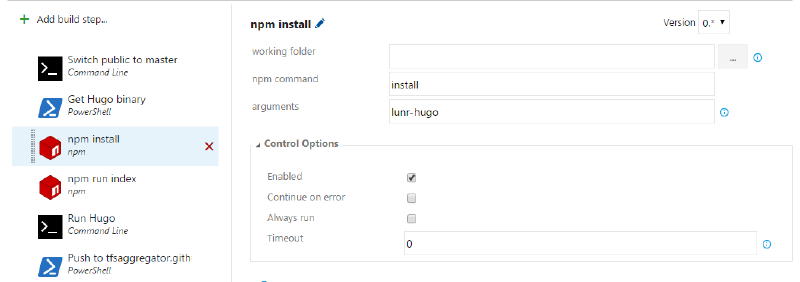 + Add build step...
Switch public to master
Command Line
Get Hugo binary
PowerShell
npm install
npm
npm run index
npm
Run Hugo
Command Line
Push to tfsaggregator.gith
PowerShell
npm install
Version 0.*
working folder
...
npm command install
arguments lunr-hugo
Control Options
Enabled
Continue on error
Always run
Timeout 0